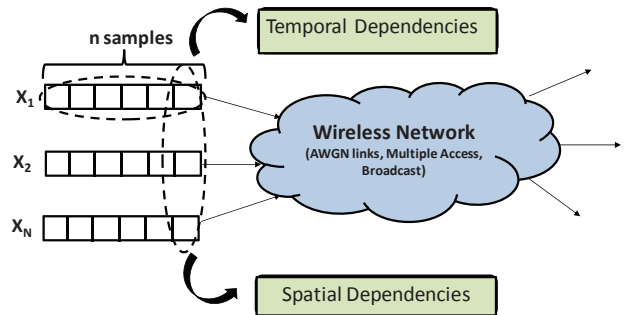 Temporal Dependencies
n samples
X1
X2
XN
Wireless Network
(AWGN links, Multiple Access,
Broadcast)
Spatial Dependencies